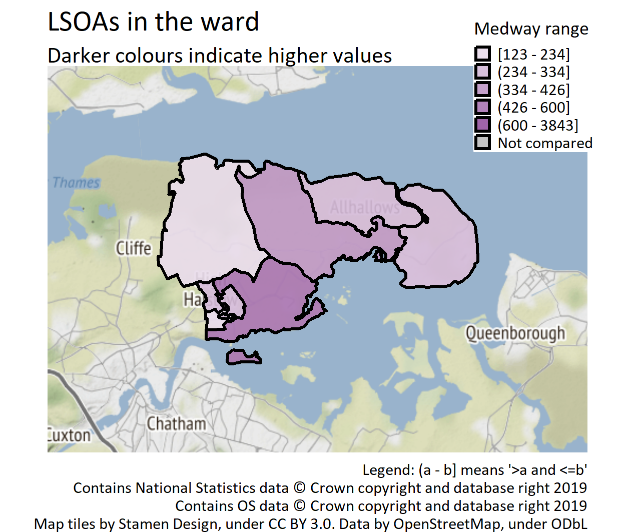 LSOAs in the ward
Darker colours indicate higher values
Medway range
[123 - 234]
(234 - 334]
(334 - 426]
(426 - 600]
(600 - 3843]
Not compared
Thames
Allhallows
Cliffe
Queenborough
Chatham
Legend: (a - b] means '>a and <=b'
Contains National Statistics data © Crown copyright and database right 2019
Contains OS data © Crown copyright and database right 2019
Map tiles by Stamen Design, under CC BY 3.0. Data by OpenStreetMap, under ODbL